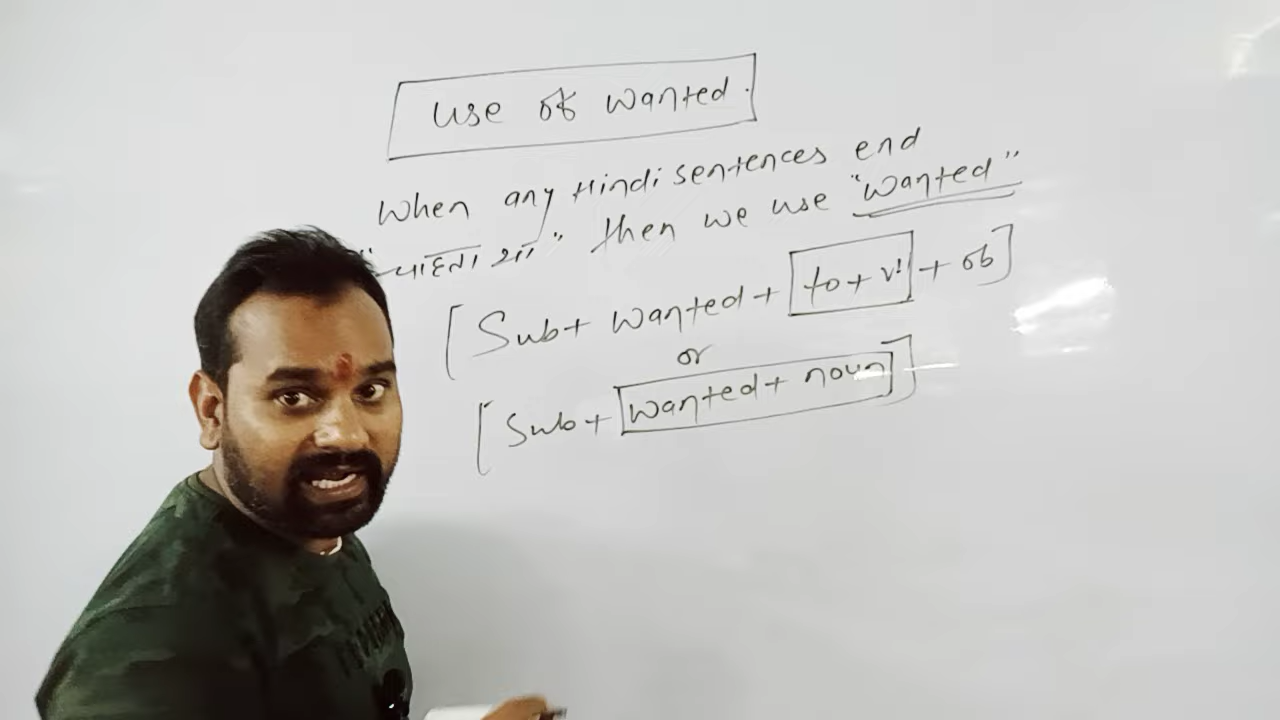 Use of Wanted.
When any Hindi sentences end
"चाहता था" then we use "Wanted"
[Sub + Wanted + to + v1 + ob]
or
[Sub + Wanted + noun]